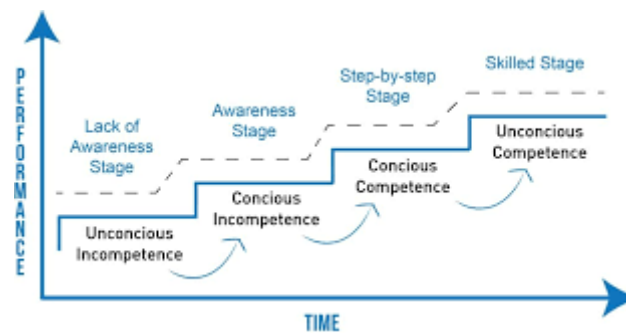 PERFORMANCE
Lack of
Awareness
Stage
Awareness
Stage
Step-by-step
Stage
Skilled Stage
Unconcious
Incompetence
Concious
Incompetence
Concious
Competence
Unconcious
Competence
TIME